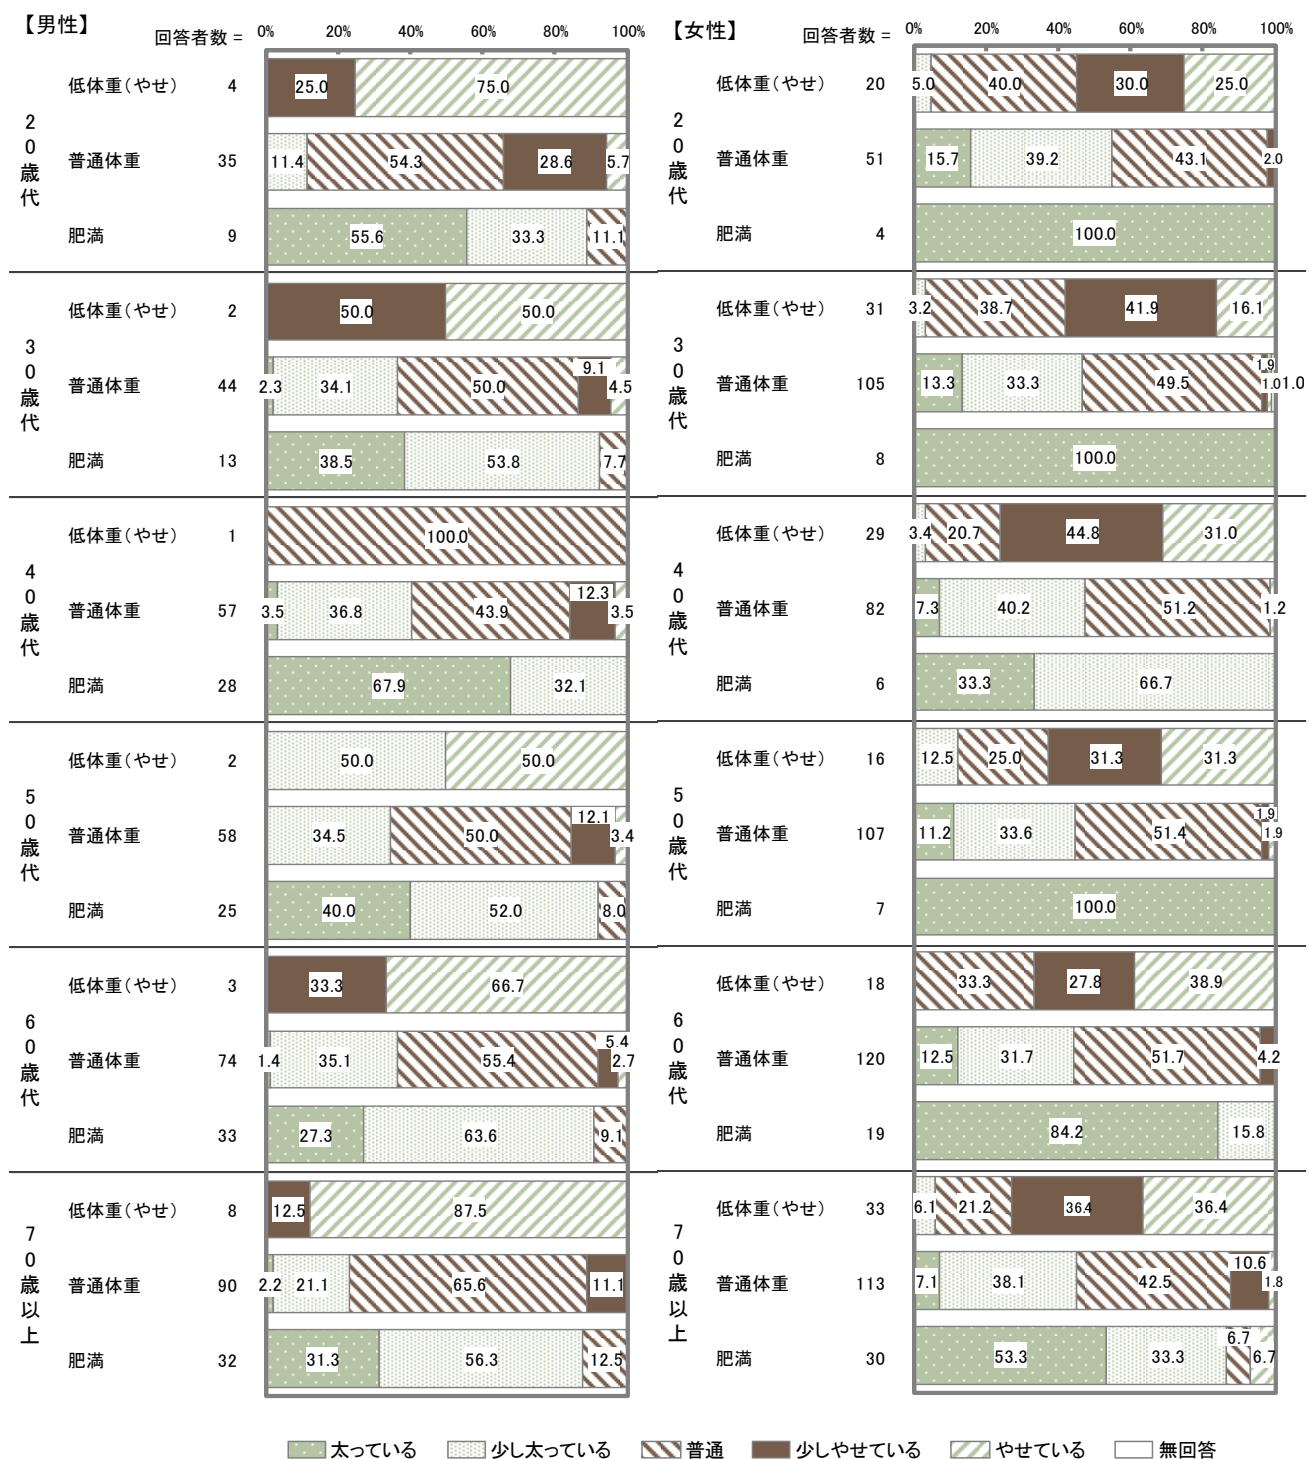 【男性】
回答者数 = 0% 20% 40% 60% 80% 100%
20歳代
低体重(やせ) 4 25.0 75.0
普通体重 35 11.4 54.3 28.6 5.7
肥満 9 55.6 33.3 11.1
30歳代
低体重(やせ) 2 50.0 50.0
普通体重 44 2.3 34.1 50.0 9.1 4.5
肥満 13 38.5 53.8 7.7
40歳代
低体重(やせ) 1 100.0
普通体重 57 3.5 36.8 43.9 12.3 3.5
肥満 28 67.9 32.1
50歳代
低体重(やせ) 2 50.0 50.0
普通体重 58 34.5 50.0 12.1 3.4
肥満 25 40.0 52.0 8.0
60歳代
低体重(やせ) 3 33.3 66.7
普通体重 74 1.4 35.1 55.4 5.4 2.7
肥満 33 27.3 63.6 9.1
70歳以上
低体重(やせ) 8 12.5 87.5
普通体重 90 2.2 21.1 65.6 11.1
肥満 32 31.3 56.3 12.5
【女性】
回答者数 = 0% 20% 40% 60% 80% 100%
20歳代
低体重(やせ) 20 5.0 40.0 30.0 25.0
普通体重 51 15.7 39.2 43.1 2.0
肥満 4 100.0
30歳代
低体重(やせ) 31 3.2 38.7 41.9 16.1
普通体重 105 13.3 33.3 49.5 1.9 1.0 1.0
肥満 8 100.0
40歳代
低体重(やせ) 29 3.4 20.7 44.8 31.0
普通体重 82 7.3 40.2 51.2 1.2
肥満 6 33.3 66.7
50歳代
低体重(やせ) 16 12.5 25.0 31.3 31.3
普通体重 107 11.2 33.6 51.4 1.9 1.9
肥満 7 100.0
60歳代
低体重(やせ) 18 33.3 27.8 38.9
普通体重 120 12.5 31.7 51.7 4.2
肥満 19 84.2 15.8
70歳以上
低体重(やせ) 33 6.1 21.2 36.4 36.4
普通体重 113 7.1 38.1 42.5 10.6 1.8
肥満 30 53.3 33.3 6.7 6.7
太っている 少し太っている 普通 少しやせている やせている 無回答